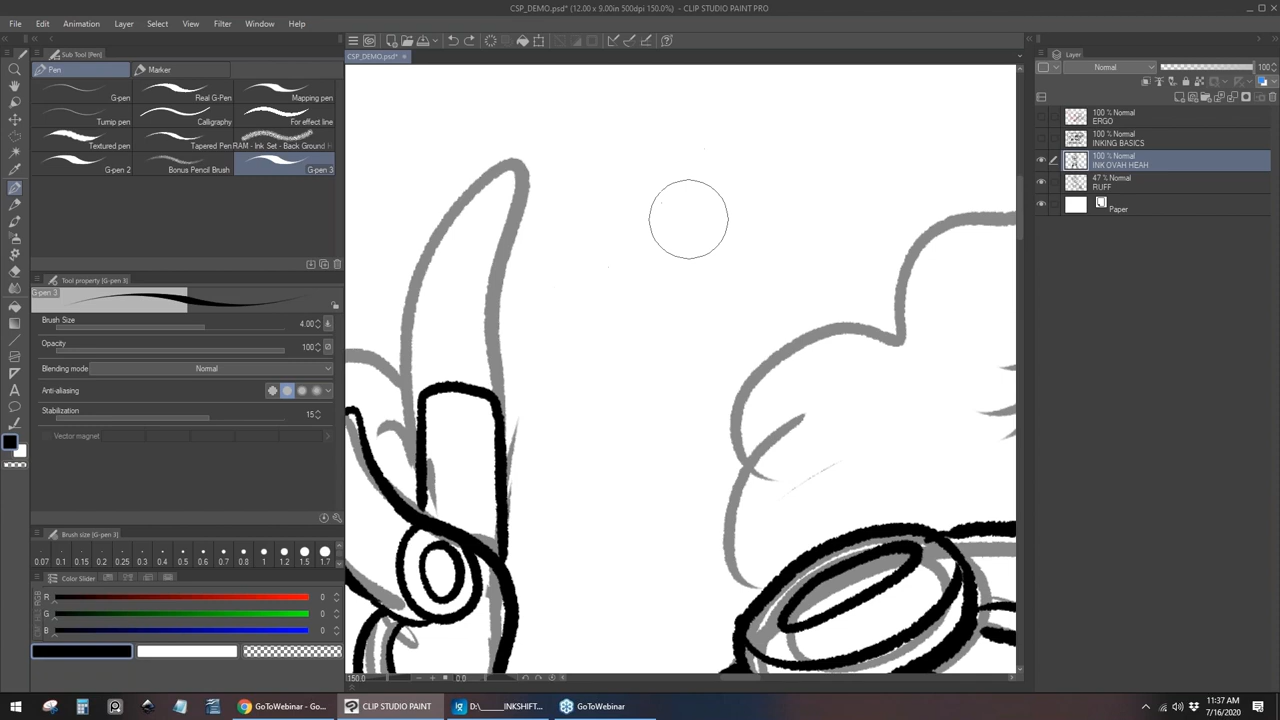 CSP_DEMO.psd* (12.00 x 9.00in 500dpi 150.0%) - CLIP STUDIO PAINT PRO
File Edit Animation Layer Select View Filter Window Help
Sub Tool [Pen]
CSP_DEMO.psd*
Layer
Pen Marker
Normal 100
G-pen Real G-Pen Mapping pen
Turnip pen Calligraphy For effect line
Textured pen Tapered Pen RAM - Ink Set - Back Ground H
G-pen 2 Bonus Pencil Brush G-pen 3
100 % Normal
ERGO
100 % Normal
INKING BASICS
100 % Normal
INK OVAH HEAH
47 % Normal
RUFF
Paper
Tool property [G-pen 3]
G-pen 3
Brush Size 4.00
Opacity 100
Blending mode Normal
Anti-aliasing
Stabilization 15
Vector magnet
Brush size [G-pen 3]
0.07 0.1 0.15 0.2 0.25 0.3 0.4 0.5
0.6 0.7 0.8 1 1.2 1.5 1.7
Color Slider
R 0
G 0
B 0
150.0 0.0
Chrome GoToWebinar - Go...
CLIP STUDIO PAINT
D:\_____INKSHIFT...
GoToWebinar
11:37 AM
7/16/2020